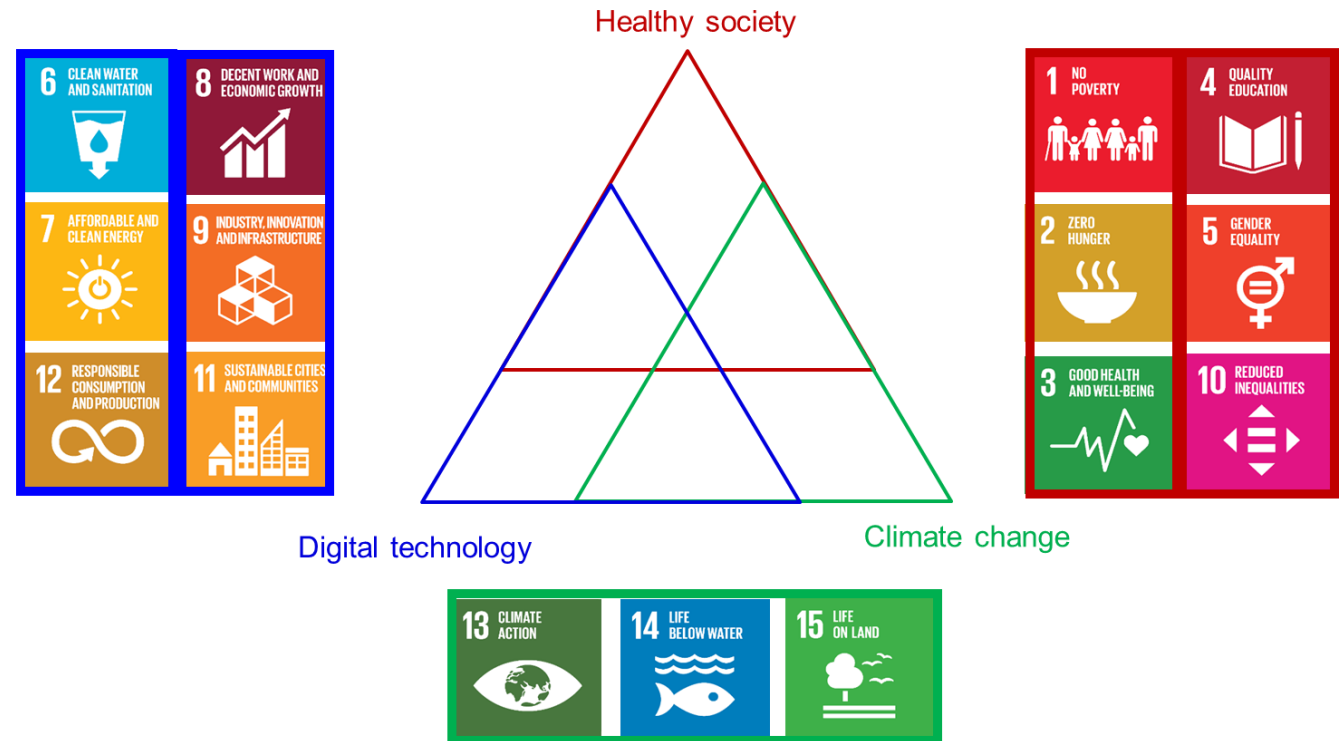 Healthy society
6 CLEAN WATER
AND SANITATION
8 DECENT WORK AND
ECONOMIC GROWTH
7 AFFORDABLE AND
CLEAN ENERGY
9 INDUSTRY, INNOVATION
AND INFRASTRUCTURE
12 RESPONSIBLE
CONSUMPTION
AND PRODUCTION
11 SUSTAINABLE CITIES
AND COMMUNITIES
1 NO
POVERTY
4 QUALITY
EDUCATION
2 ZERO
HUNGER
5 GENDER
EQUALITY
3 GOOD HEALTH
AND WELL-BEING
10 REDUCED
INEQUALITIES
Digital technology
Climate change
13 CLIMATE
ACTION
14 LIFE
BELOW WATER
15 LIFE
ON LAND